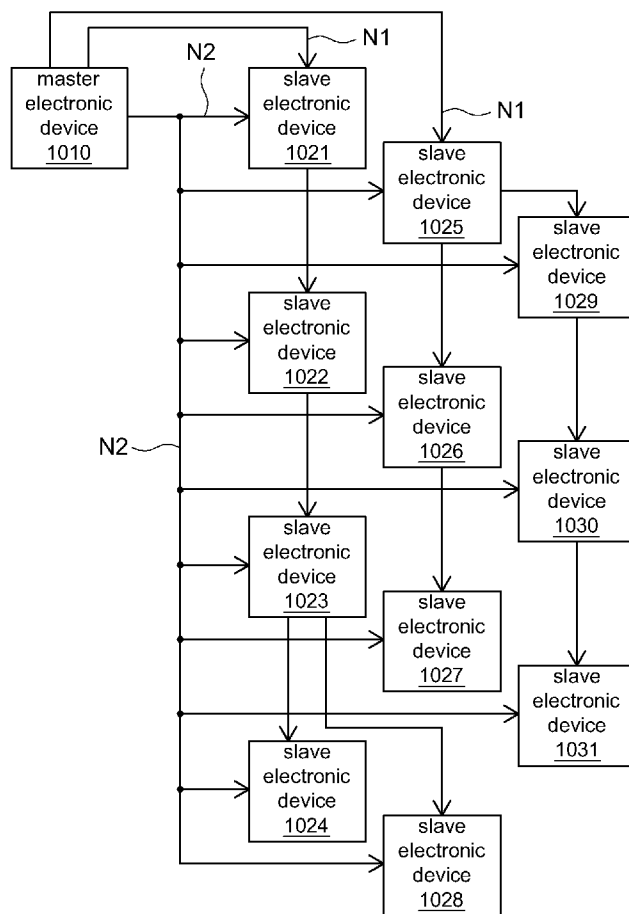 N1
N2
master
electronic
device
1010
slave
electronic
device
1021
N1
slave
electronic
device
1025
slave
electronic
device
1029
slave
electronic
device
1022
slave
electronic
device
1026
N2
slave
electronic
device
1030
slave
electronic
device
1023
slave
electronic
device
1027
slave
electronic
device
1031
slave
electronic
device
1024
slave
electronic
device
1028